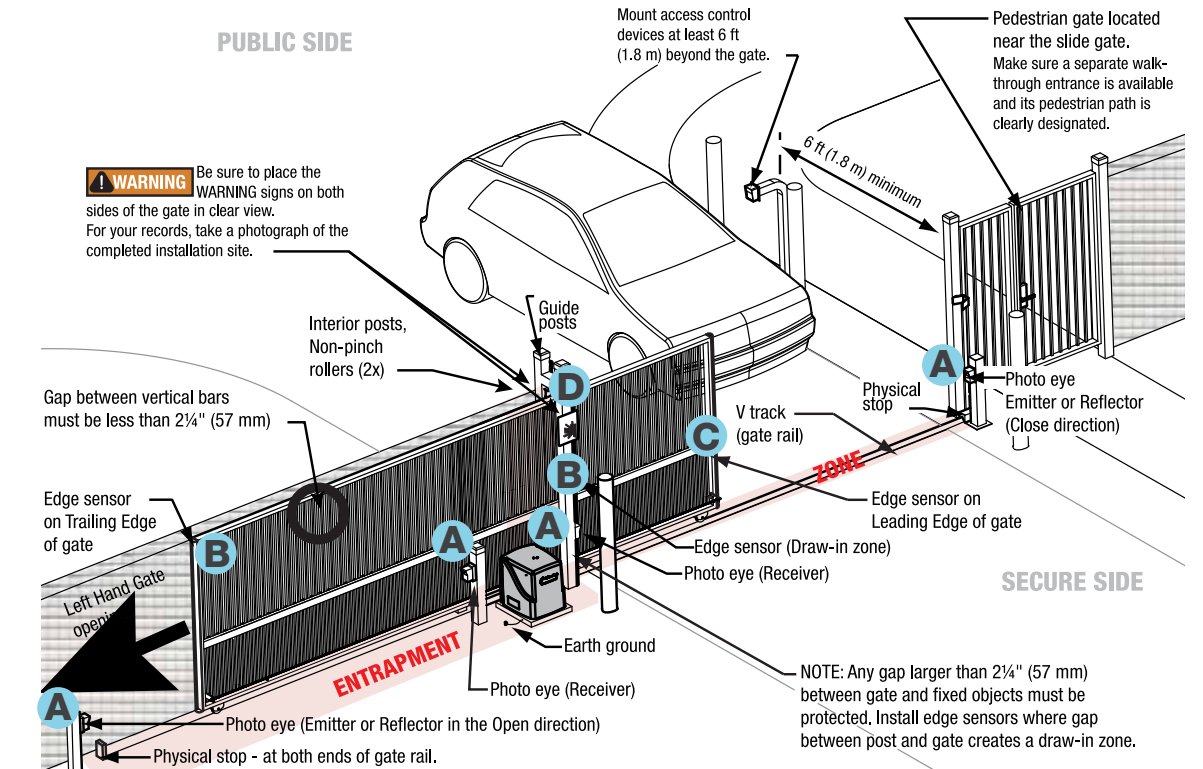 PUBLIC SIDE
Mount access control
devices at least 6 ft
(1.8 m) beyond the gate.
Pedestrian gate located
near the slide gate.
Make sure a separate walk-
through entrance is available
and its pedestrian path is
clearly designated.
6 ft (1.8 m) minimum
WARNING Be sure to place the
WARNING signs on both
sides of the gate in clear view.
For your records, take a photograph of the
completed installation site.
Guide
posts
Interior posts,
Non-pinch
rollers (2x)
D
A
Photo eye
Emitter or Reflector
(Close direction)
Physical
stop
V track
(gate rail)
Gap between vertical bars
must be less than 2¼" (57 mm)
C
ZONE
B
Edge sensor
on Trailing Edge
of gate
B
A
A
Edge sensor on
Leading Edge of gate
Edge sensor (Draw-in zone)
Photo eye (Receiver)
SECURE SIDE
Left Hand Gate
Earth ground
ENTRAPMENT
Photo eye (Receiver)
NOTE: Any gap larger than 2¼" (57 mm)
between gate and fixed objects must be
protected. Install edge sensors where gap
between post and gate creates a draw-in zone.
A
Photo eye (Emitter or Reflector in the Open direction)
Physical stop - at both ends of gate rail.